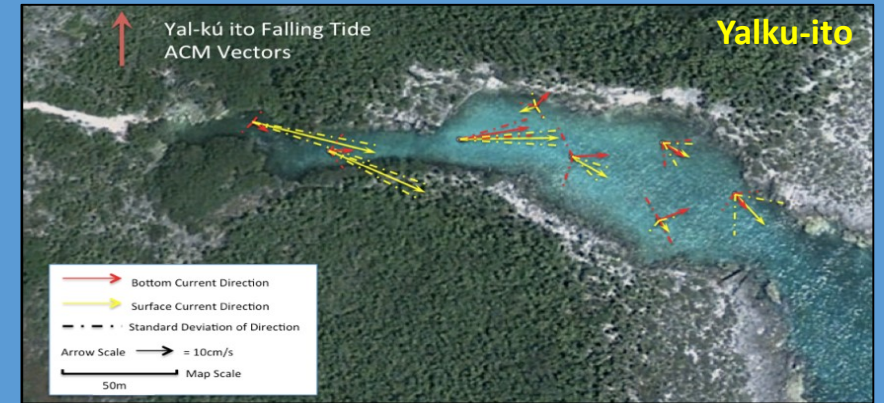 Yal-kú ito Falling Tide
ACM Vectors
Yalku-ito
Bottom Current Direction
Surface Current Direction
Standard Deviation of Direction
Arrow Scale = 10cm/s
Map Scale
50m